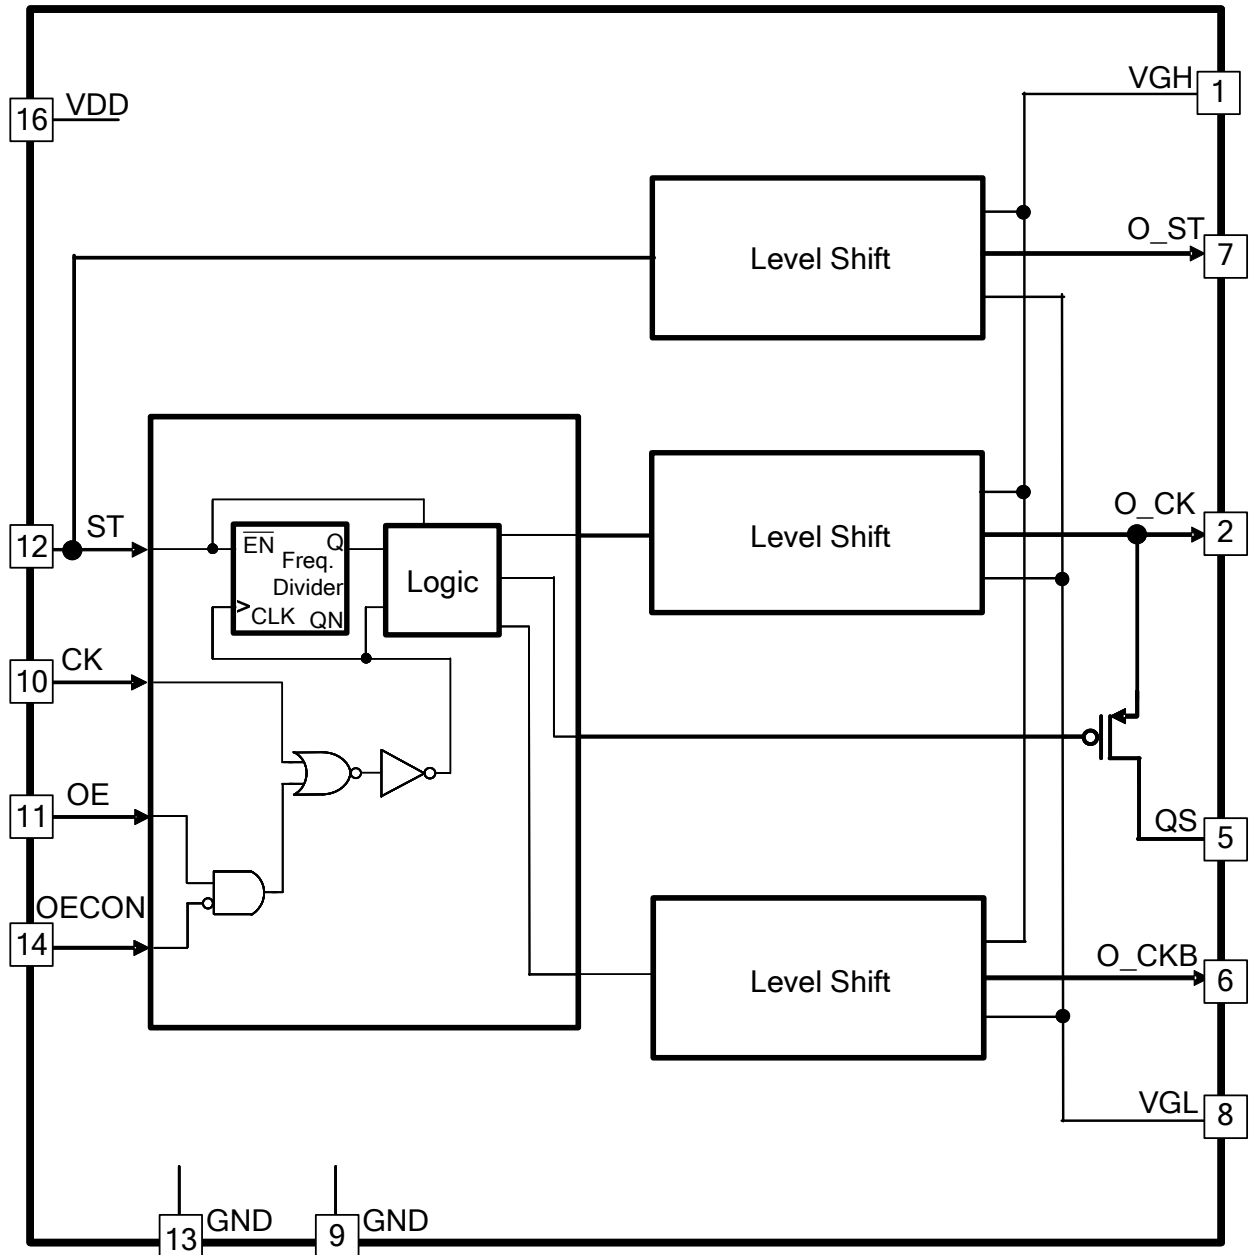 VGH
1
16
VDD
O_ST
7
Level Shift
O_CK
2
12
ST
EN
Q
Freq.
Divider
CLK
QN
Logic
Level Shift
CK
10
OE
11
QS
5
OECON
14
O_CKB
6
Level Shift
VGL
8
13
GND
9
GND